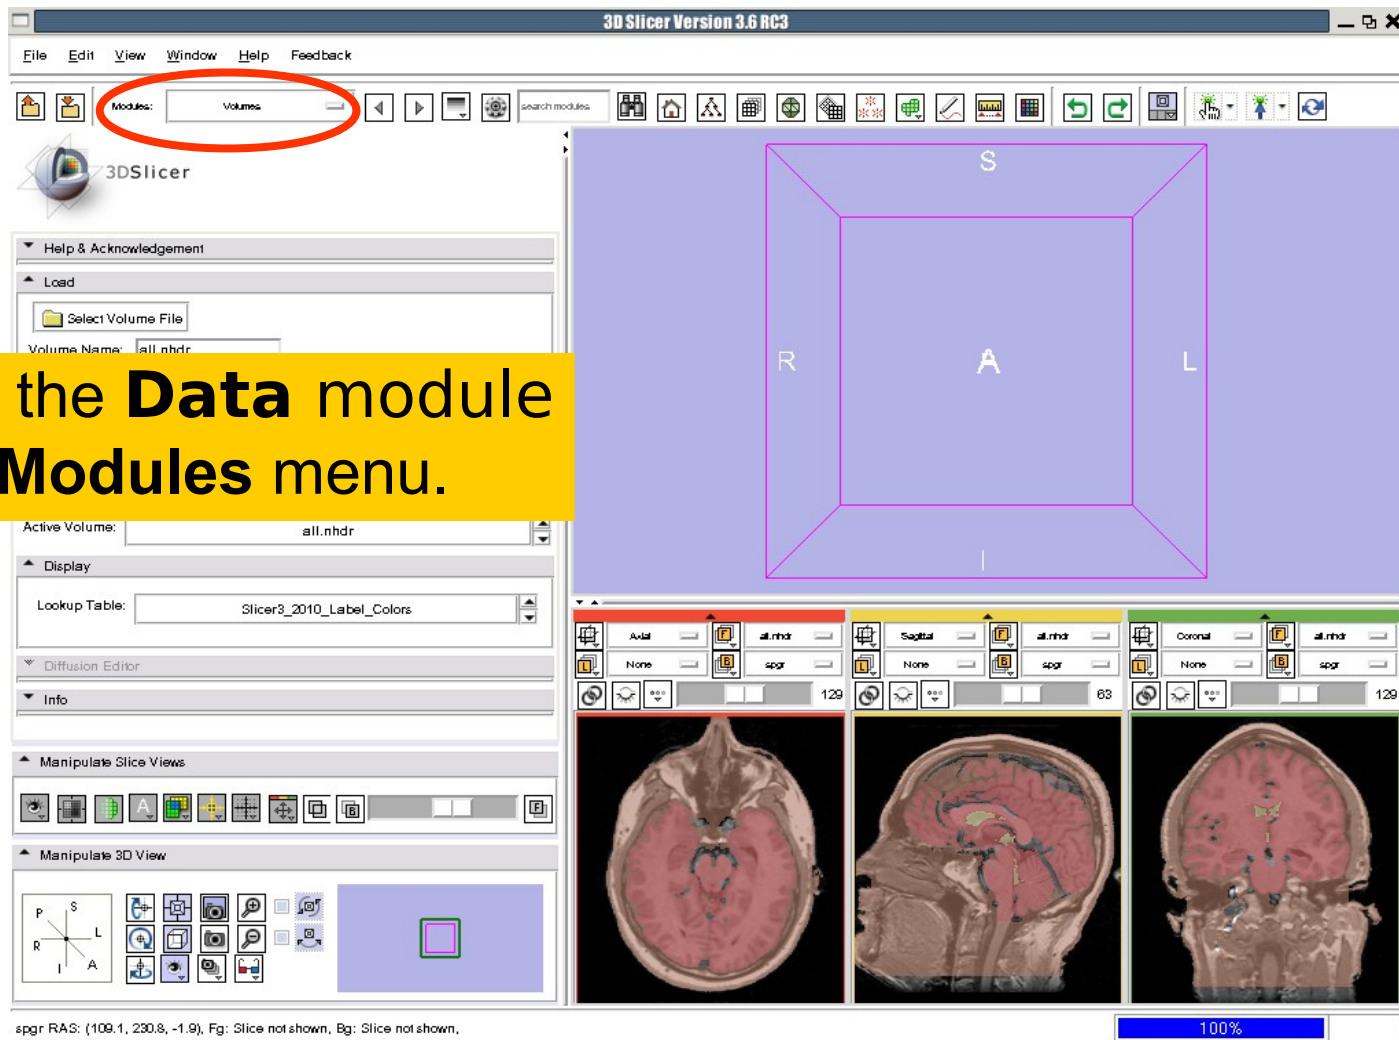 3D Slicer Version 3.6 RC3
File Edit View Window Help Feedback
Modules: Volumes search modules
3DSlicer
Help & Acknowledgement
Load
Select Volume File
Volume Name: all.nhdr
the Data module
Modules menu.
Active Volume: all.nhdr
Display
Lookup Table: Slicer3_2010_Label_Colors
Diffusion Editor
Info
Manipulate Slice Views
A B F
Manipulate 3D View
P S
R L
I A
S
R A L
I
Axial F all.nhdr
L None B spgr
129
Sagittal F all.nhdr
L None B spgr
63
Coronal F all.nhdr
L None B spgr
129
spgr RAS: (109.1, 230.8, -1.9), Fg: Slice not shown, Bg: Slice not shown,
100%